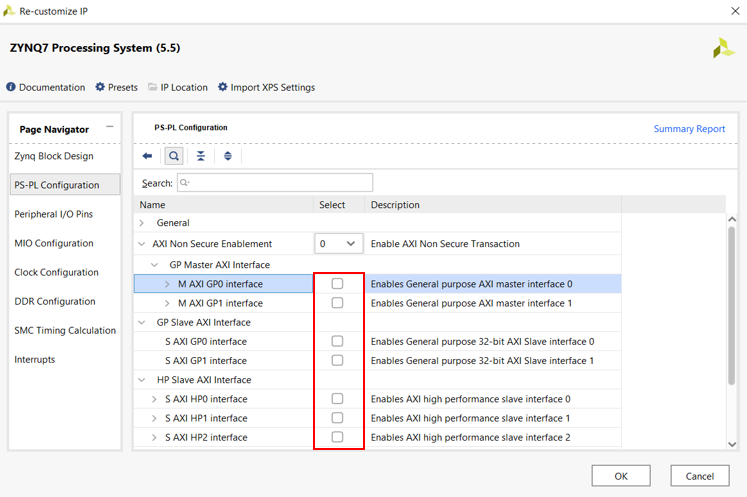 Re-customize IP
ZYNQ7 Processing System (5.5)
Documentation Presets IP Location Import XPS Settings
Page Navigator
Zynq Block Design
PS-PL Configuration
Peripheral I/O Pins
MIO Configuration
Clock Configuration
DDR Configuration
SMC Timing Calculation
Interrupts
PS-PL Configuration Summary Report
Search:
Name Select Description
General
AXI Non Secure Enablement 0 Enable AXI Non Secure Transaction
GP Master AXI Interface
M AXI GP0 interface Enables General purpose AXI master interface 0
M AXI GP1 interface Enables General purpose AXI master interface 1
GP Slave AXI Interface
S AXI GP0 interface Enables General purpose 32-bit AXI Slave interface 0
S AXI GP1 interface Enables General purpose 32-bit AXI Slave interface 1
HP Slave AXI Interface
S AXI HP0 interface Enables AXI high performance slave interface 0
S AXI HP1 interface Enables AXI high performance slave interface 1
S AXI HP2 interface Enables AXI high performance slave interface 2
OK Cancel